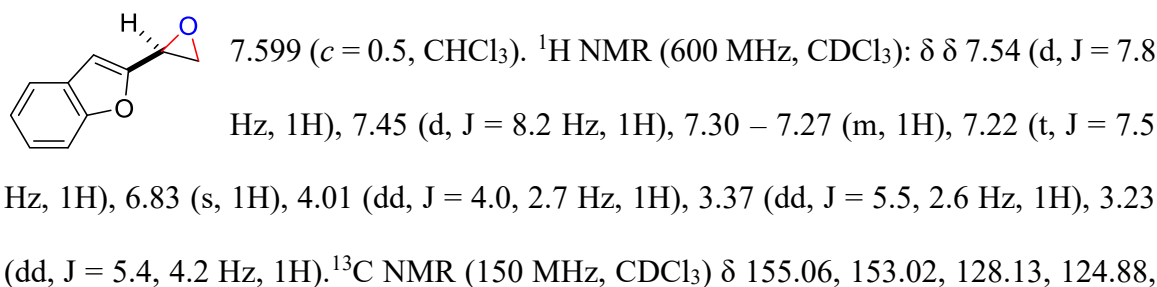 H O
O
7.599 (c = 0.5, CHCl₃). ¹H NMR (600 MHz, CDCl₃): δ δ 7.54 (d, J = 7.8
Hz, 1H), 7.45 (d, J = 8.2 Hz, 1H), 7.30 – 7.27 (m, 1H), 7.22 (t, J = 7.5
Hz, 1H), 6.83 (s, 1H), 4.01 (dd, J = 4.0, 2.7 Hz, 1H), 3.37 (dd, J = 5.5, 2.6 Hz, 1H), 3.23
(dd, J = 5.4, 4.2 Hz, 1H).¹³C NMR (150 MHz, CDCl₃) δ 155.06, 153.02, 128.13, 124.88,